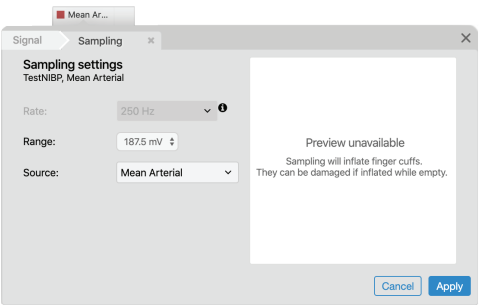 Mean Ar...
Signal
Sampling
Sampling settings
TestNIBP, Mean Arterial
Rate: 250 Hz
Range: 187.5 mV
Source: Mean Arterial
Preview unavailable
Sampling will inflate finger cuffs.
They can be damaged if inflated while empty.
Cancel Apply